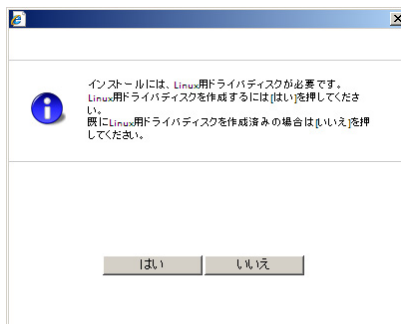 インストールには、Linux用ドライバディスクが必要です。
Linux用ドライバディスクを作成するには[はい]を押してくださ
い。
既にLinux用ドライバディスクを作成済みの場合は[いいえ]を押
してください。
はい
いいえ